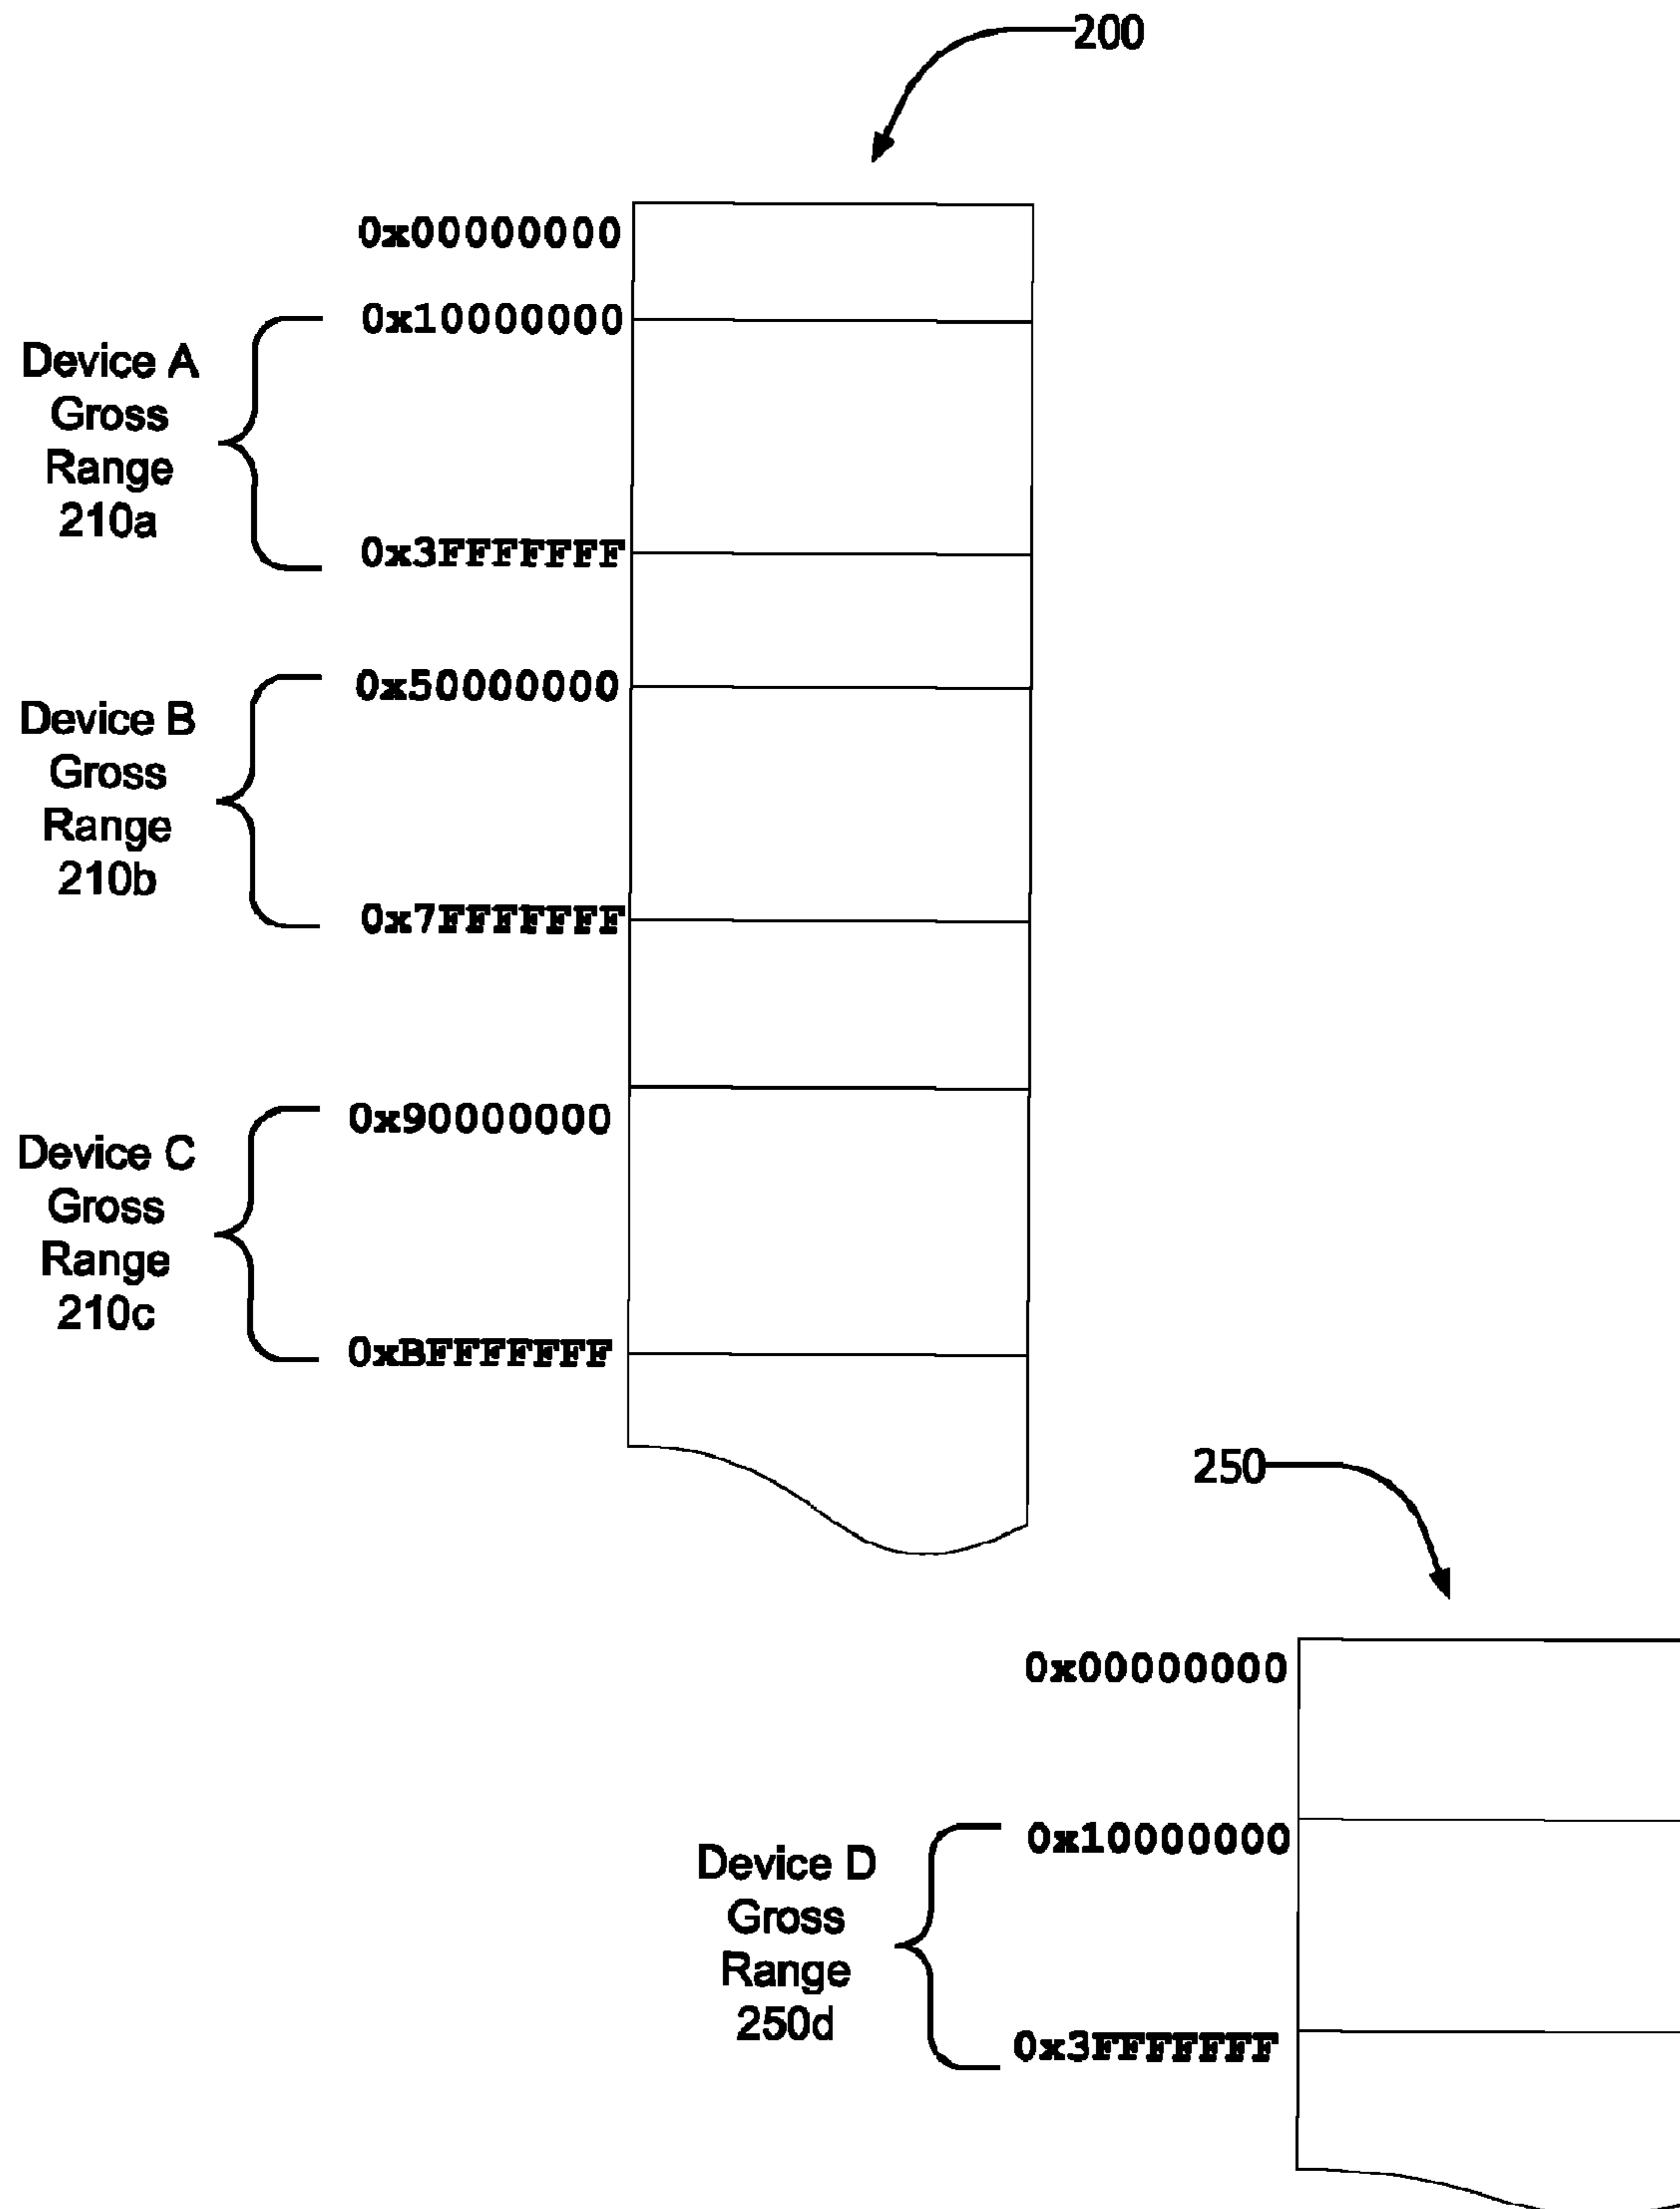 200
0x00000000
0x10000000
Device A
Gross
Range
210a
0x3FFFFFFF
0x50000000
Device B
Gross
Range
210b
0x7FFFFFFF
0x90000000
Device C
Gross
Range
210c
0xBFFFFFFF
250
0x00000000
0x10000000
Device D
Gross
Range
250d
0x3FFFFFFF